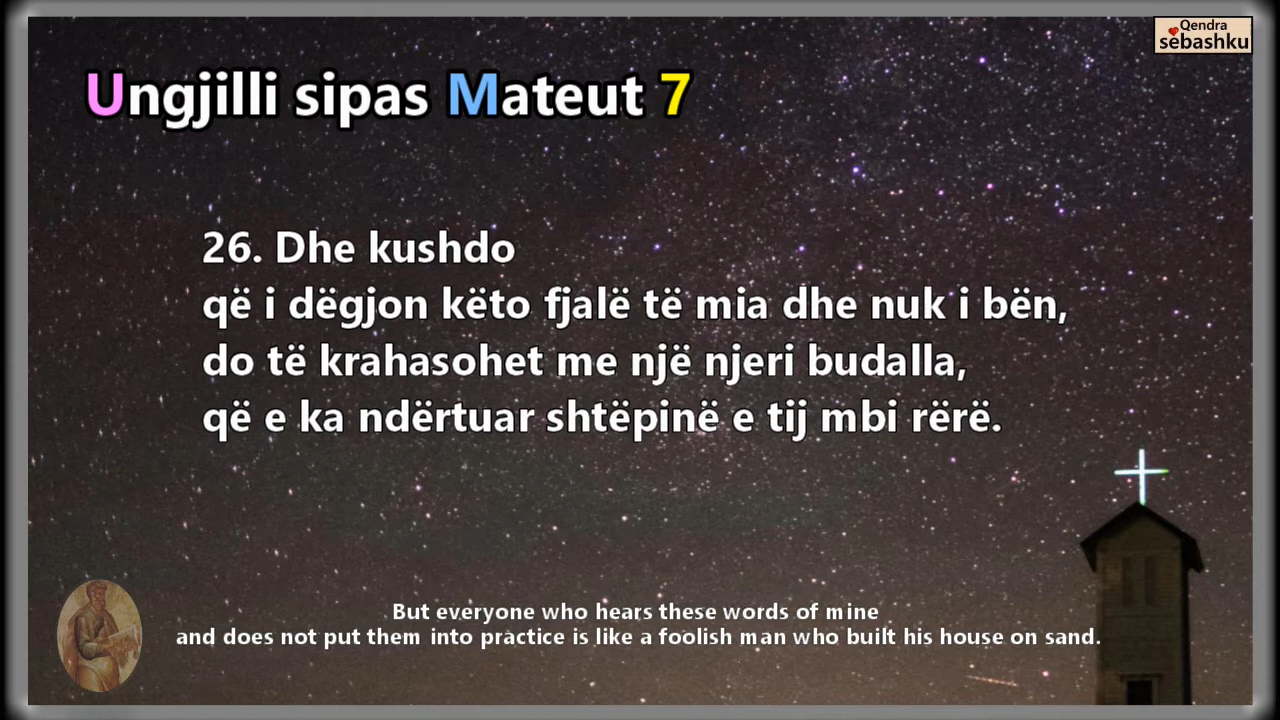 Qendra
sebashku
Ungjilli sipas Mateut 7
26. Dhe kushdo
që i dëgjon këto fjalë të mia dhe nuk i bën,
do të krahasohet me një njeri budalla,
që e ka ndërtuar shtëpinë e tij mbi rërë.
But everyone who hears these words of mine
and does not put them into practice is like a foolish man who built his house on sand.